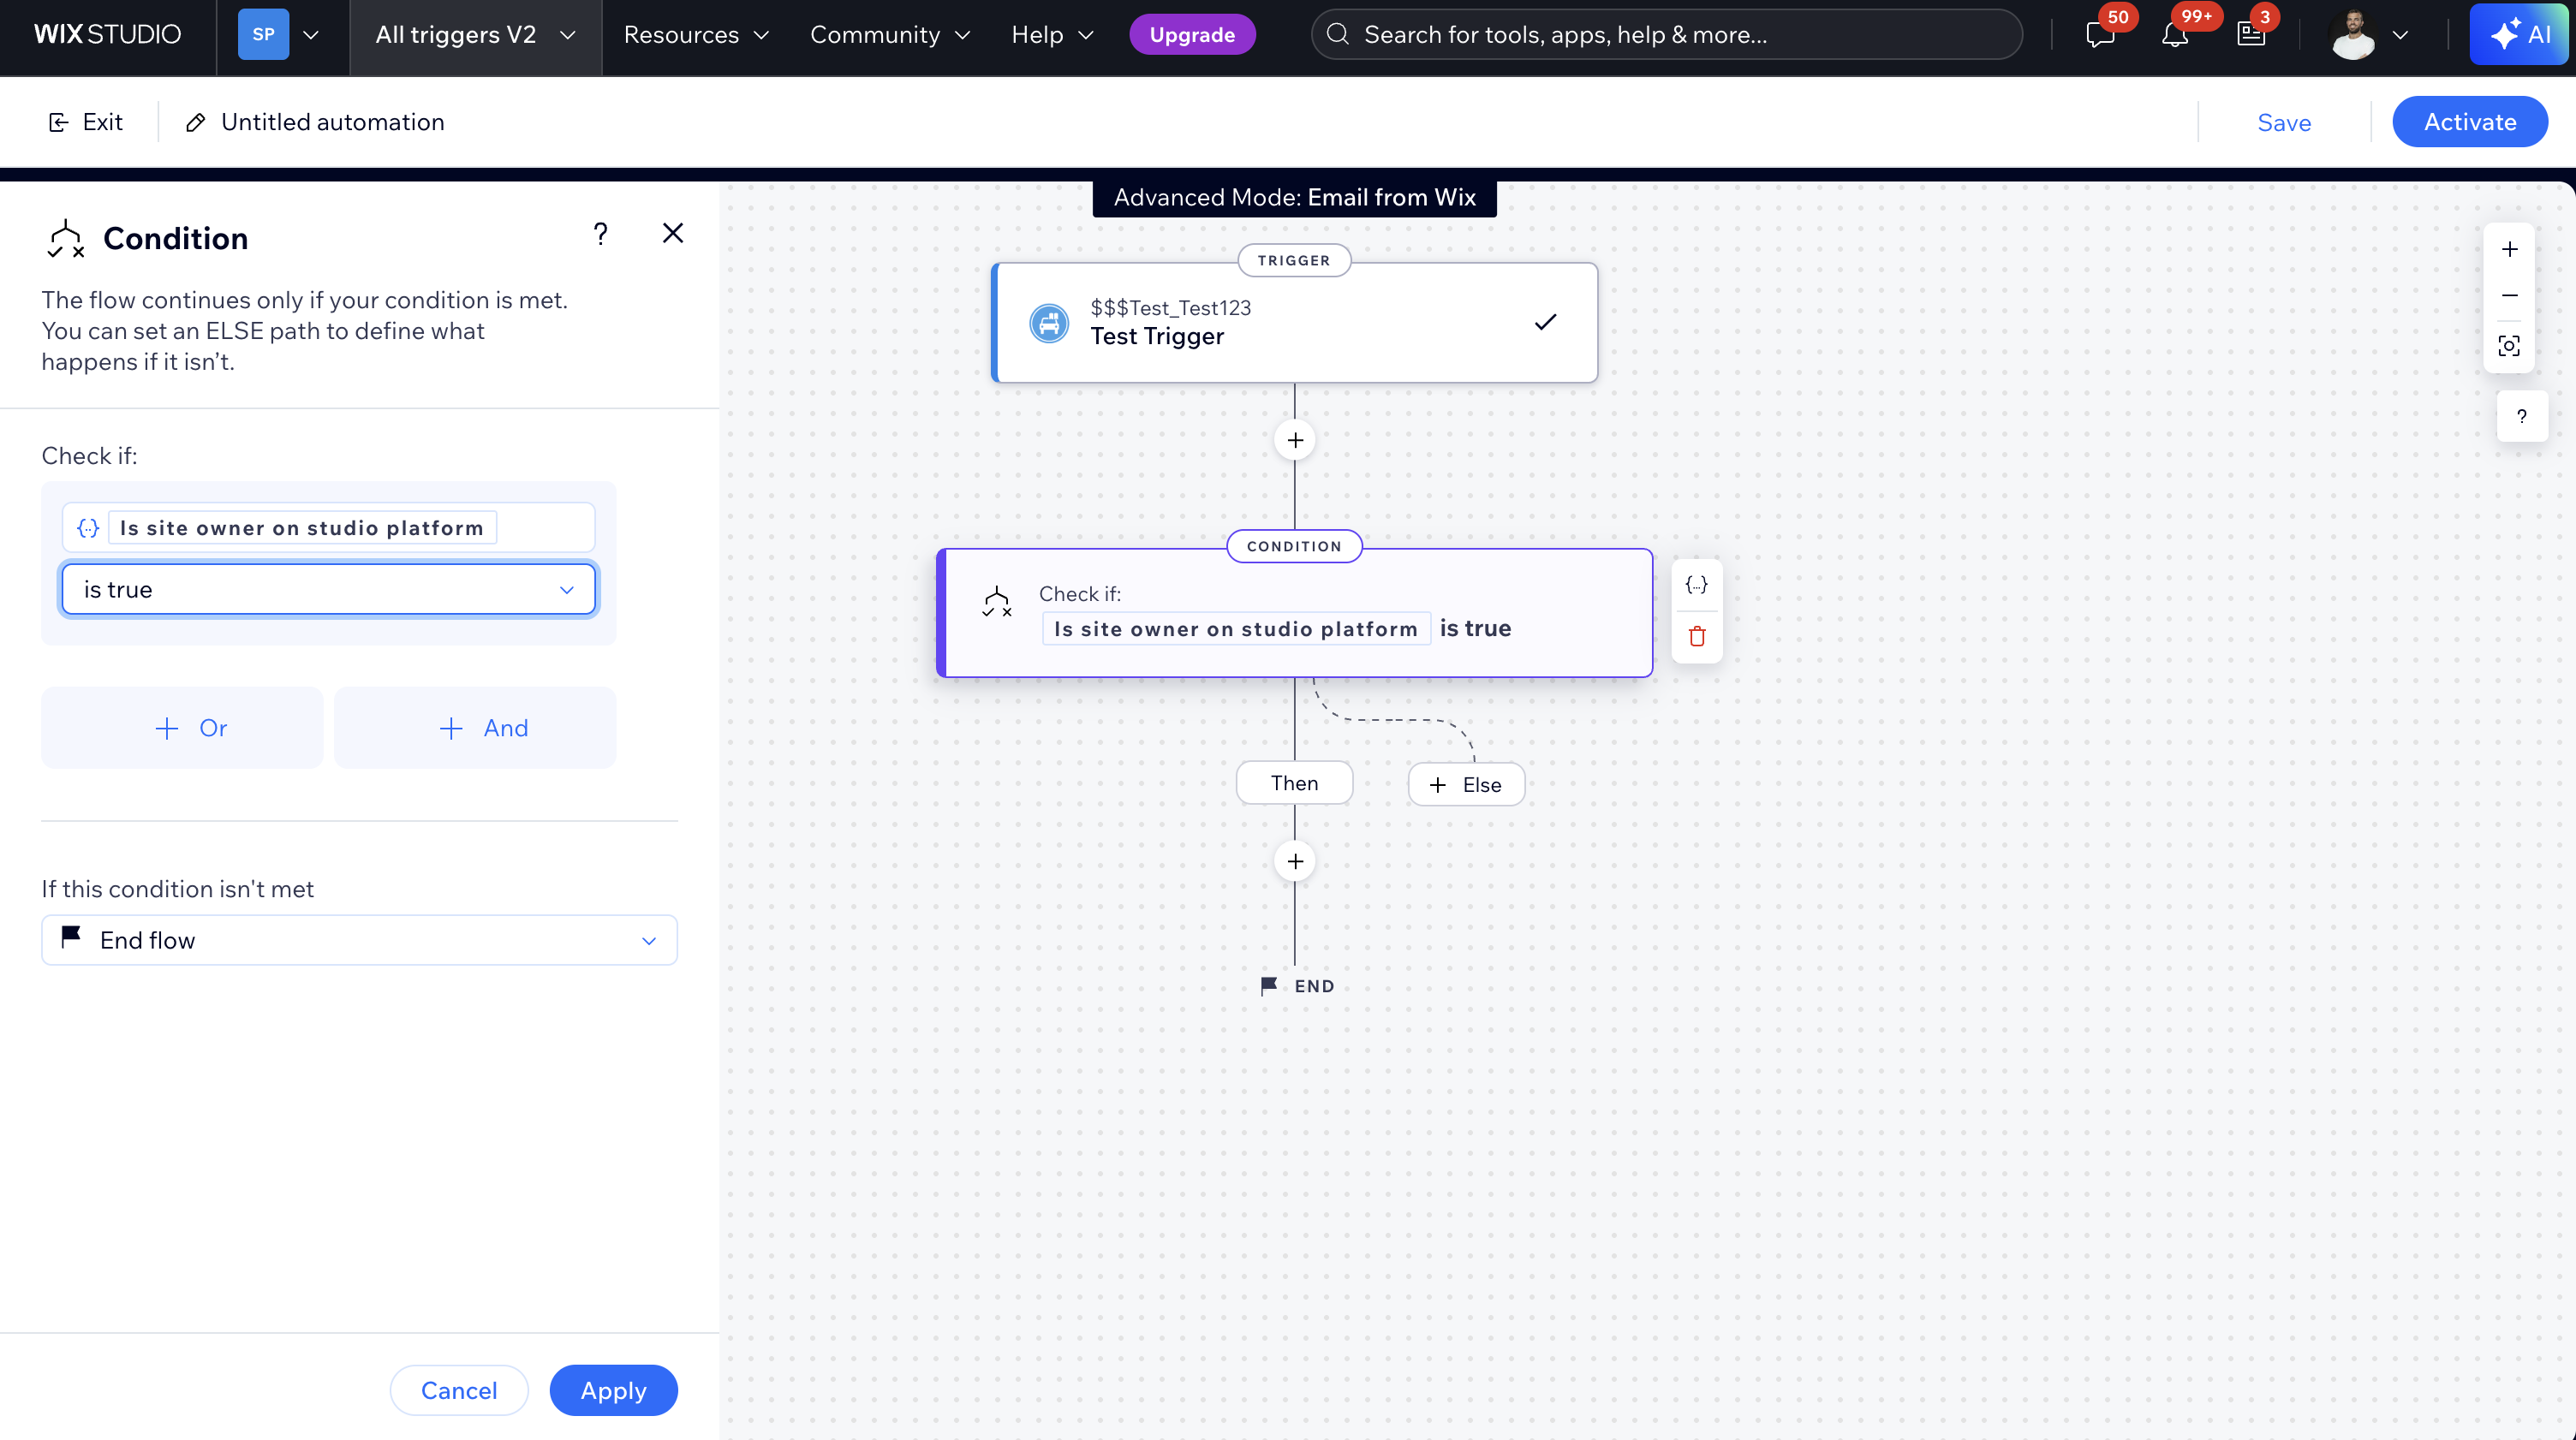 WIX STUDIO
SP
All triggers V2
Resources
Community
Help
Upgrade
Search for tools, apps, help & more...
50
99+
3
AI
Exit
Untitled automation
Save
Activate
Advanced Mode: Email from Wix
Condition
?
The flow continues only if your condition is met.
You can set an ELSE path to define what
happens if it isn’t.
Check if:
Is site owner on studio platform
is true
+ Or
+ And
If this condition isn't met
End flow
Cancel
Apply
TRIGGER
$$$Test_Test123
Test Trigger
+
CONDITION
Check if:
Is site owner on studio platform is true
Then
+ Else
+
END
+
−
?